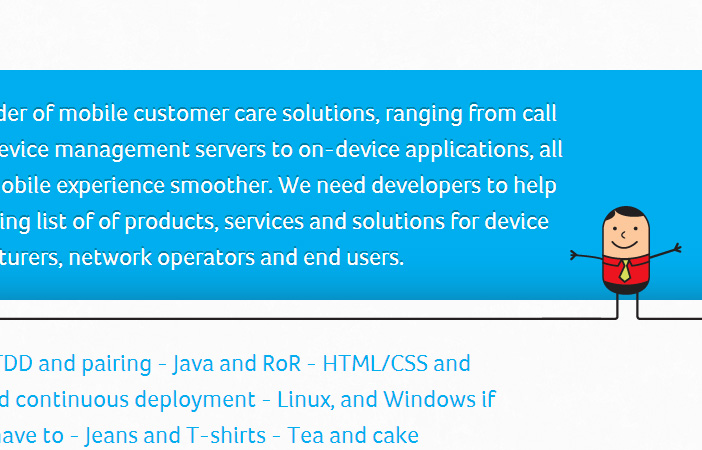 der of mobile customer care solutions, ranging from call
evice management servers to on-device applications, all
obile experience smoother. We need developers to help
ing list of of products, services and solutions for device
turers, network operators and end users.
TDD and pairing - Java and RoR - HTML/CSS and
d continuous deployment - Linux, and Windows if
have to - Jeans and T-shirts - Tea and cake